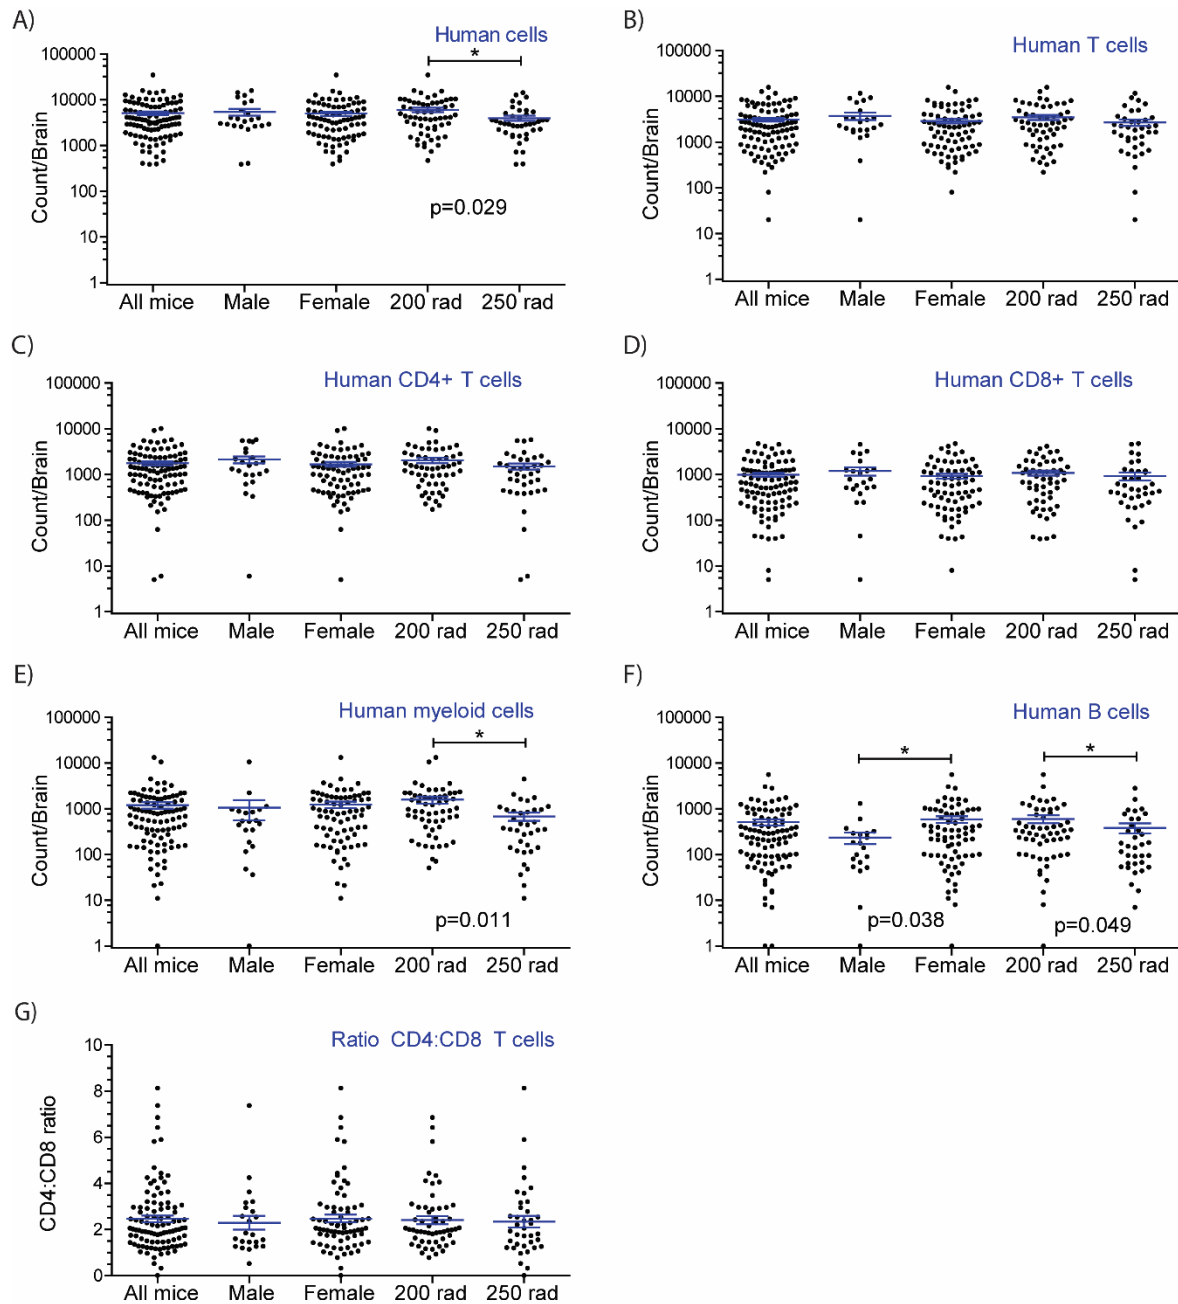 A)
Human cells
*
100000
10000
1000
100
10
1
Count/Brain
p=0.029
All mice Male Female 200 rad 250 rad
B)
Human T cells
100000
10000
1000
100
10
1
Count/Brain
All mice Male Female 200 rad 250 rad
C)
Human CD4+ T cells
100000
10000
1000
100
10
1
Count/Brain
All mice Male Female 200 rad 250 rad
D)
Human CD8+ T cells
100000
10000
1000
100
10
1
Count/Brain
All mice Male Female 200 rad 250 rad
E)
Human myeloid cells
*
100000
10000
1000
100
10
1
Count/Brain
p=0.011
All mice Male Female 200 rad 250 rad
F)
Human B cells
* *
100000
10000
1000
100
10
1
Count/Brain
p=0.038 p=0.049
All mice Male Female 200 rad 250 rad
G)
Ratio CD4:CD8 T cells
10
8
6
4
2
0
CD4:CD8 ratio
All mice Male Female 200 rad 250 rad